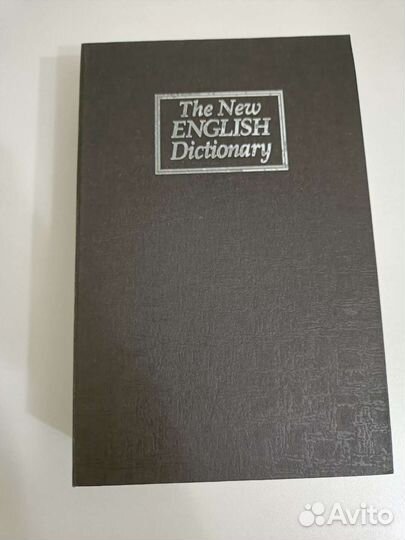 The New
ENGLISH
Dictionary
Avito